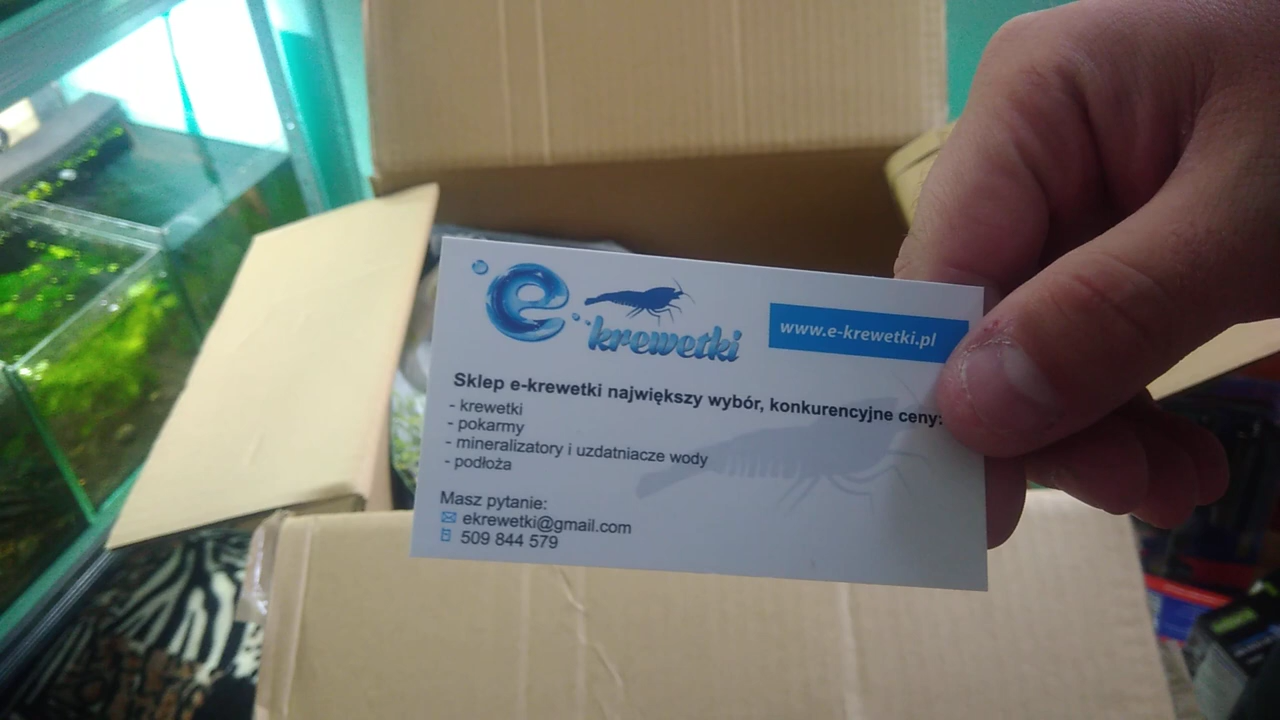 e-krewetki
www.e-krewetki.pl
Sklep e-krewetki największy wybór, konkurencyjne ceny:
- krewetki
- pokarmy
- mineralizatory i uzdatniacze wody
- podłoża
Masz pytanie:
ekrewetki@gmail.com
509 844 579